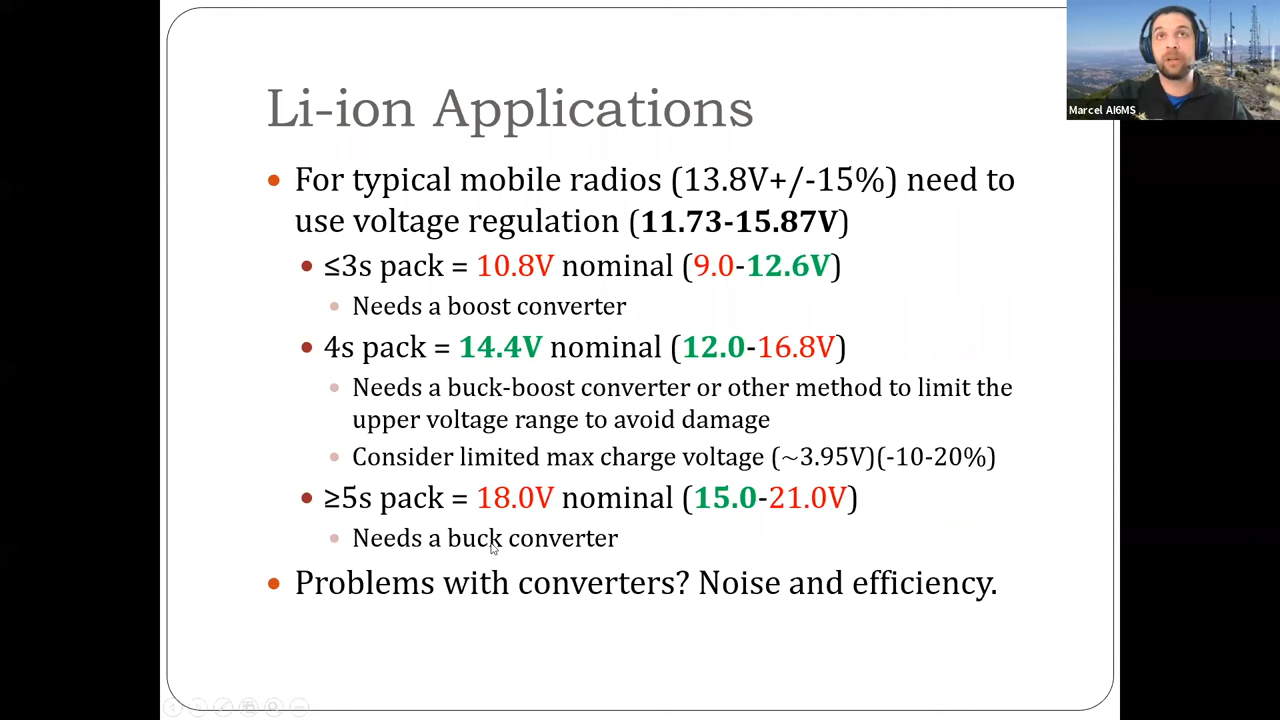 Marcel AI6MS
Li-ion Applications
• For typical mobile radios (13.8V+/-15%) need to
use voltage regulation (11.73-15.87V)
• ≤3s pack = 10.8V nominal (9.0-12.6V)
• Needs a boost converter
• 4s pack = 14.4V nominal (12.0-16.8V)
• Needs a buck-boost converter or other method to limit the
upper voltage range to avoid damage
• Consider limited max charge voltage (~3.95V)(-10-20%)
• ≥5s pack = 18.0V nominal (15.0-21.0V)
• Needs a buck converter
• Problems with converters? Noise and efficiency.